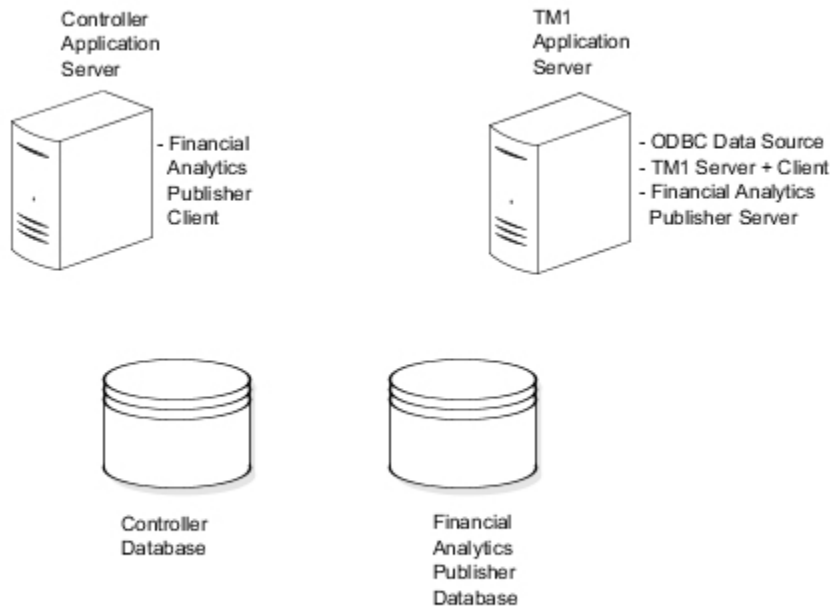 Controller
Application
Server
- Financial
Analytics
Publisher
Client
TM1
Application
Server
- ODBC Data Source
- TM1 Server + Client
- Financial Analytics
Publisher Server
Controller
Database
Financial
Analytics
Publisher
Database